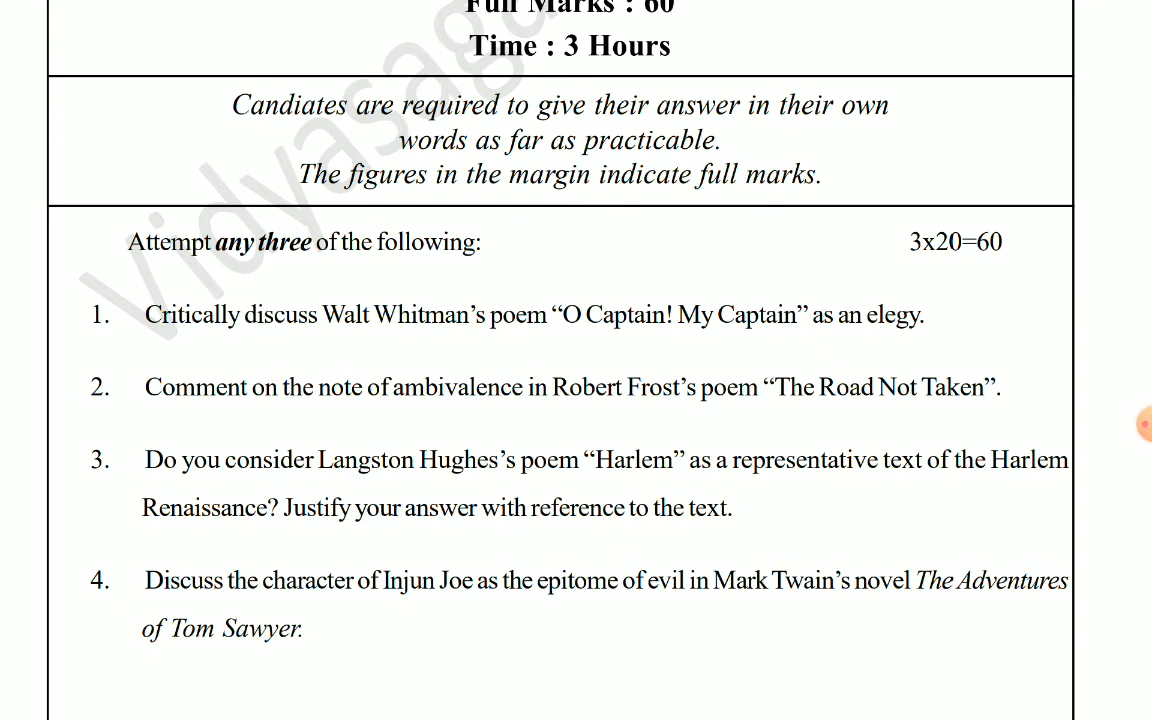 Full Marks : 60
Time : 3 Hours
Candiates are required to give their answer in their own
words as far as practicable.
The figures in the margin indicate full marks.
Attempt any three of the following: 3x20=60
1. Critically discuss Walt Whitman’s poem “O Captain! My Captain” as an elegy.
2. Comment on the note of ambivalence in Robert Frost’s poem “The Road Not Taken”.
3. Do you consider Langston Hughes’s poem “Harlem” as a representative text of the Harlem
Renaissance? Justify your answer with reference to the text.
4. Discuss the character of Injun Joe as the epitome of evil in Mark Twain’s novel The Adventures
of Tom Sawyer.
Vidyasaga